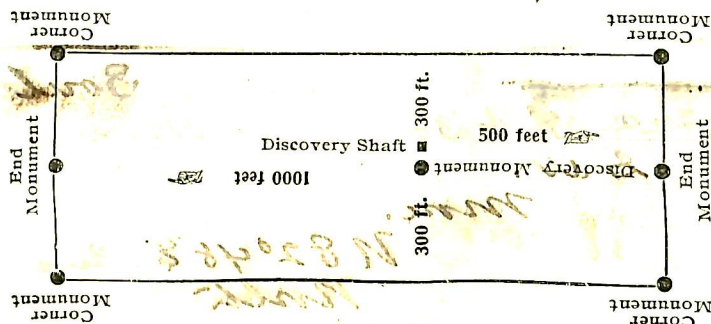 Corner
Monument
Corner
Monument
End
Monument
300 ft.
Discovery Shaft
500 feet
1000 feet
Discovery Monument
300 ft.
End
Monument
Corner
Monument
Corner
Monument